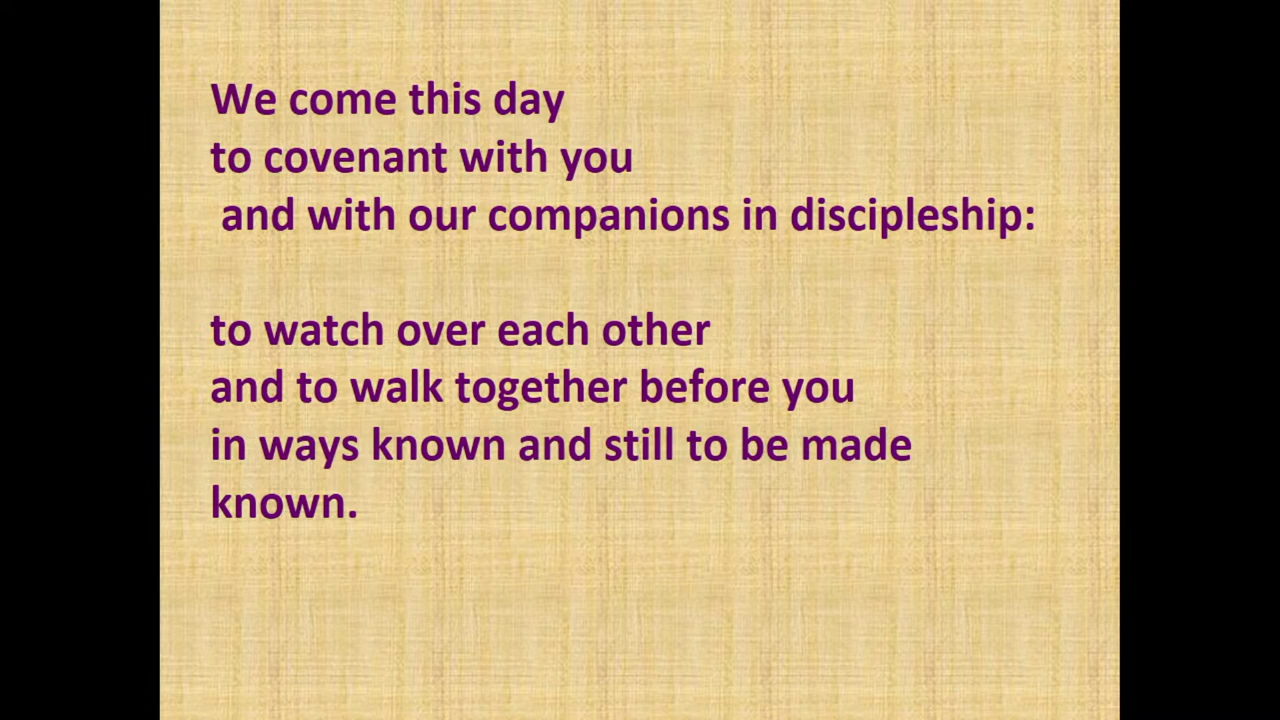 We come this day
to covenant with you
and with our companions in discipleship:
to watch over each other
and to walk together before you
in ways known and still to be made
known.